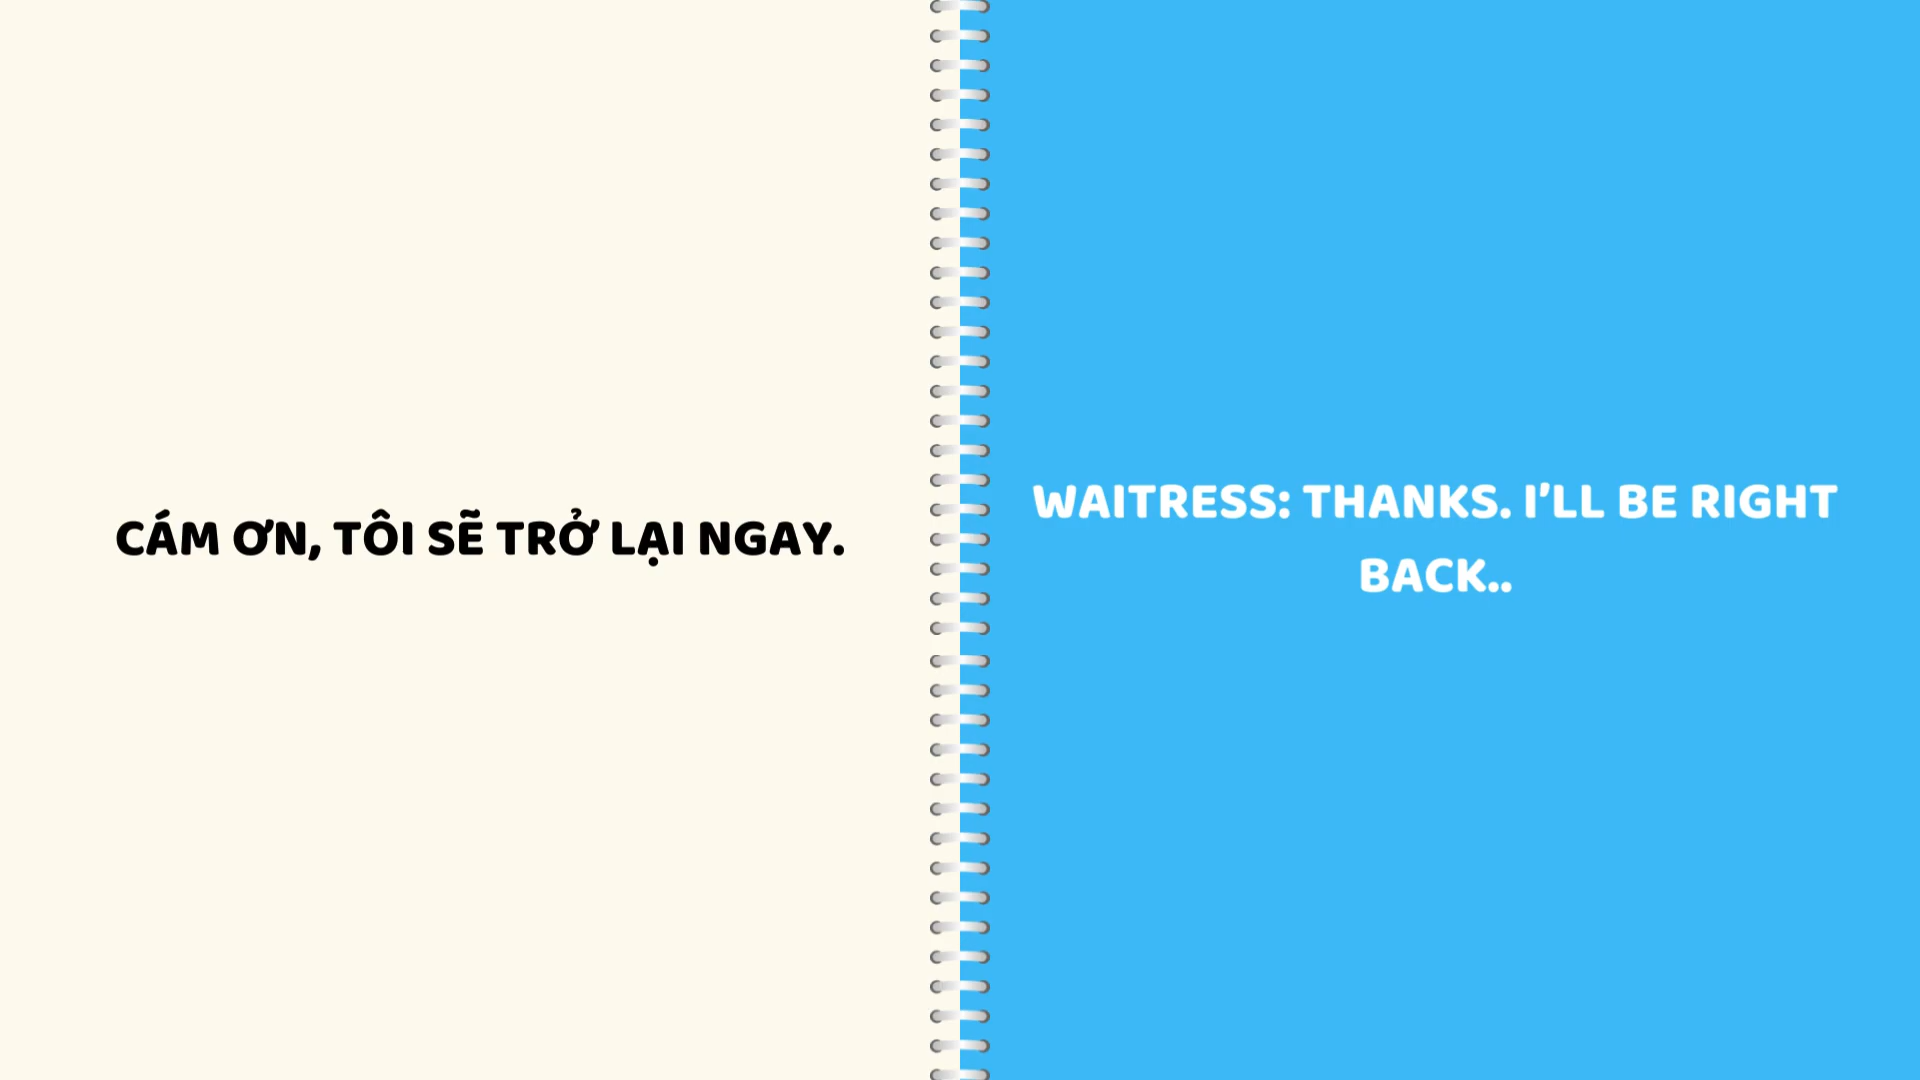 CÁM ƠN, TÔI SẼ TRỞ LẠI NGAY.
WAITRESS: THANKS. I'LL BE RIGHT
BACK..